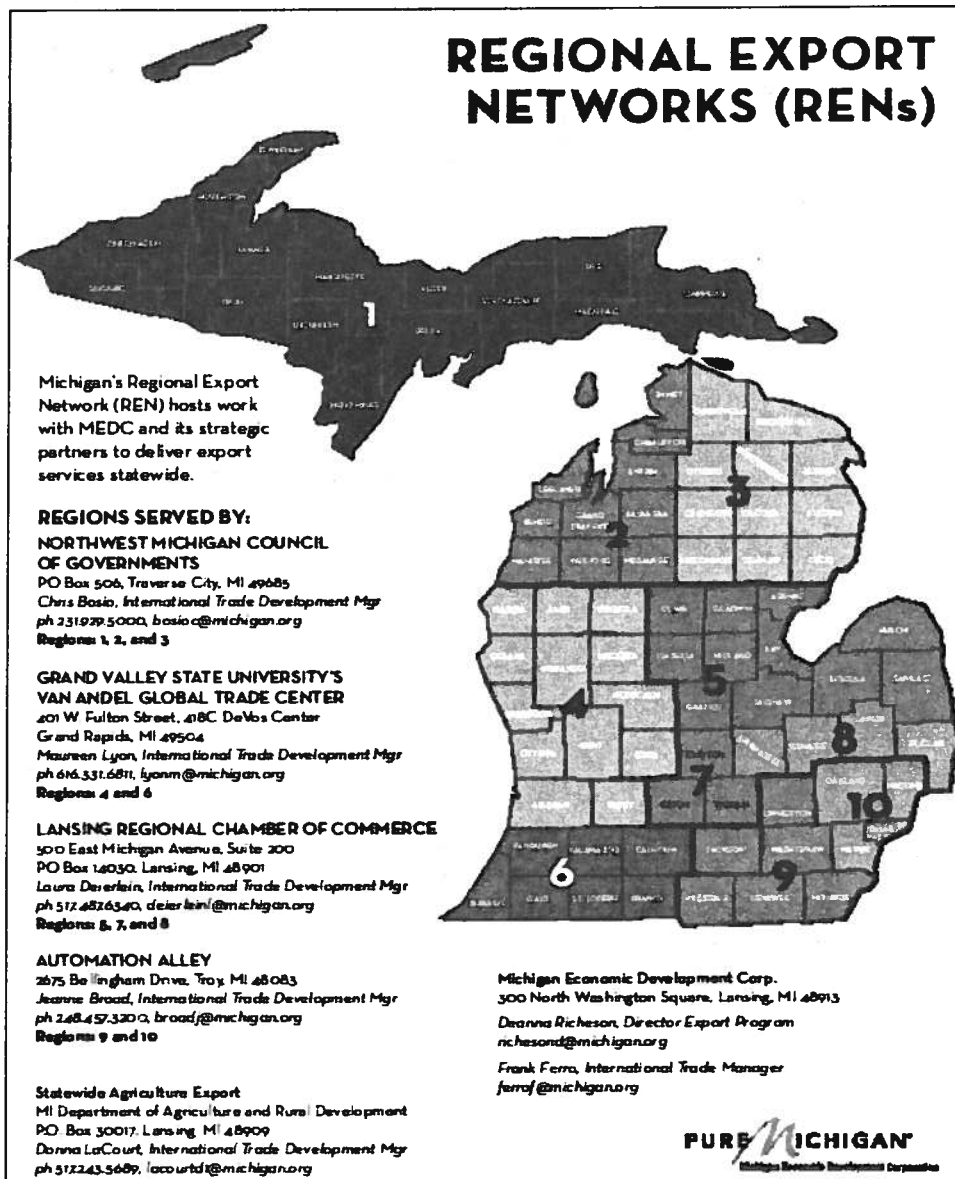 REGIONAL EXPORT
NETWORKS (RENs)
1
Michigan's Regional Export
Network (REN) hosts work
with MEDC and its strategic
partners to deliver export
services statewide.
REGIONS SERVED BY:
NORTHWEST MICHIGAN COUNCIL
OF GOVERNMENTS
PO Box 506, Traverse City, MI 49685
Chris Bosio, International Trade Development Mgr
ph 231.929.5000, bosioc@michigan.org
Regions: 1, 2, and 3
GRAND VALLEY STATE UNIVERSITY'S
VAN ANDEL GLOBAL TRADE CENTER
401 W. Fulton Street, 418C DeVos Center
Grand Rapids, MI 49504
Maureen Lyon, International Trade Development Mgr
ph 616.331.6811, lyonm@michigan.org
Regions: 4 and 6
LANSING REGIONAL CHAMBER OF COMMERCE
500 East Michigan Avenue, Suite 200
PO Box 14030, Lansing, MI 48901
Laura Deierlein, International Trade Development Mgr
ph 517.482.6340, deierleinl@michigan.org
Regions: 5, 7, and 8
AUTOMATION ALLEY
2675 Bellingham Drive, Troy, MI 48083
Jeanne Broad, International Trade Development Mgr
ph 248.457.3200, broadj@michigan.org
Regions: 9 and 10
Statewide Agriculture Export
MI Department of Agriculture and Rural Development
P.O. Box 30017, Lansing, MI 48909
Donna LaCourt, International Trade Development Mgr
ph 517.243.5689, lacourtd1@michigan.org
3
2
4
5
8
7
10
6
9
Michigan Economic Development Corp.
300 North Washington Square, Lansing, MI 48913
Deanna Richeson, Director Export Program
richesond@michigan.org
Frank Ferro, International Trade Manager
ferrof@michigan.org
PURE MICHIGAN
Michigan Economic Development Corporation